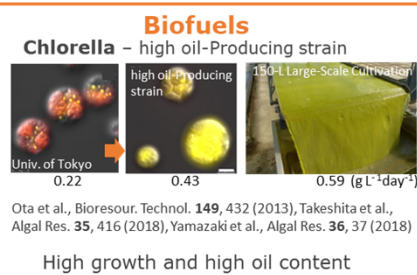 Biofuels
Chlorella – high oil-Producing strain
high oil-Producing
strain
150-L Large-Scale Cultivation
Univ. of Tokyo
0.22 0.43 0.59 (g L⁻¹day⁻¹)
Ota et al., Bioresour. Technol. 149, 432 (2013), Takeshita et al.,
Algal Res. 35, 416 (2018), Yamazaki et al., Algal Res. 36, 37 (2018)
High growth and high oil content